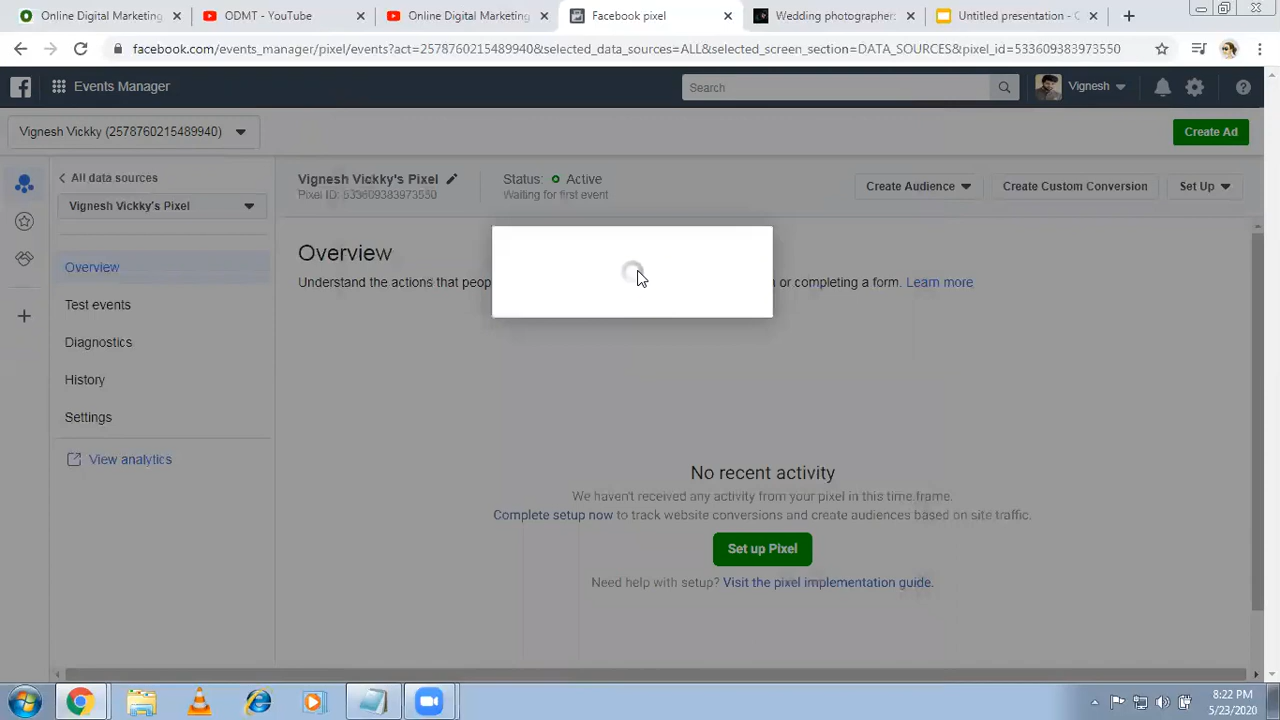 Online Digital Marketing
ODMT - YouTube
Online Digital Marketing
Facebook pixel
Wedding photographer
Untitled presentation - G
facebook.com/events_manager/pixel/events?act=2578760215489940&selected_data_sources=ALL&selected_screen_section=DATA_SOURCES&pixel_id=533609383973550
Events Manager
Search
Vignesh
Vignesh Vickky (2578760215489940)
Create Ad
All data sources
Vignesh Vickky's Pixel
Vignesh Vickky's Pixel
Pixel ID: 533609383973550
Status: Active
Waiting for first event
Create Audience
Create Custom Conversion
Set Up
Overview
Test events
Diagnostics
History
Settings
View analytics
Overview
Understand the actions that or completing a form. Learn more
No recent activity
We haven't received any activity from your pixel in this time frame.
Complete setup now to track website conversions and create audiences based on site traffic.
Set up Pixel
Need help with setup? Visit the pixel implementation guide.
8:22 PM
5/23/2020